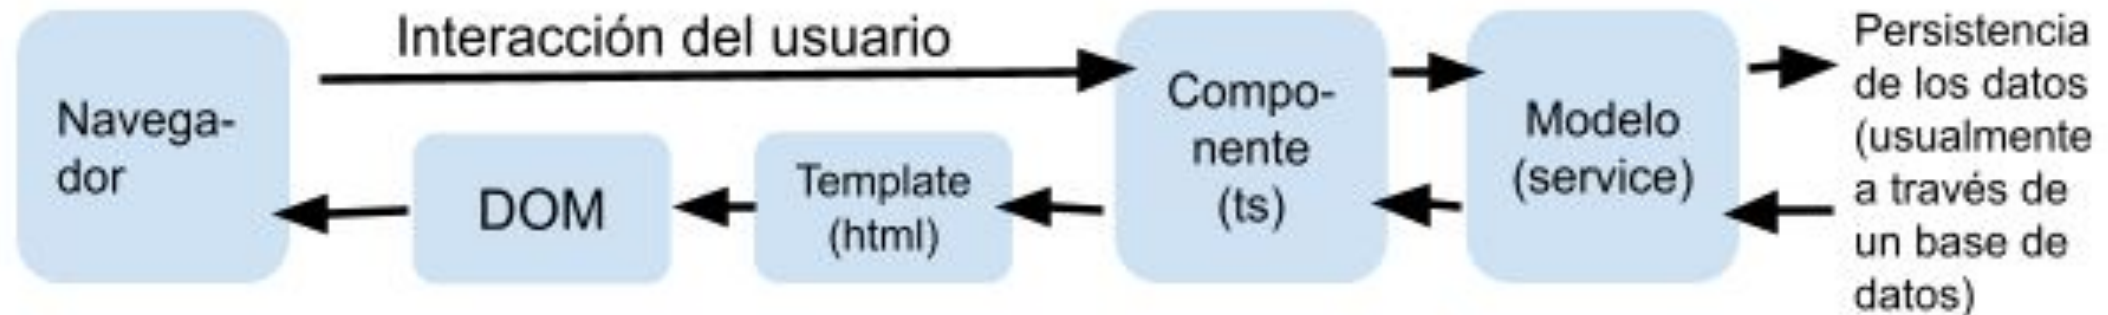 Interacción del usuario
Navega-
dor
DOM
Template
(html)
Compo-
nente
(ts)
Modelo
(service)
Persistencia
de los datos
(usualmente
a través de
un base de
datos)